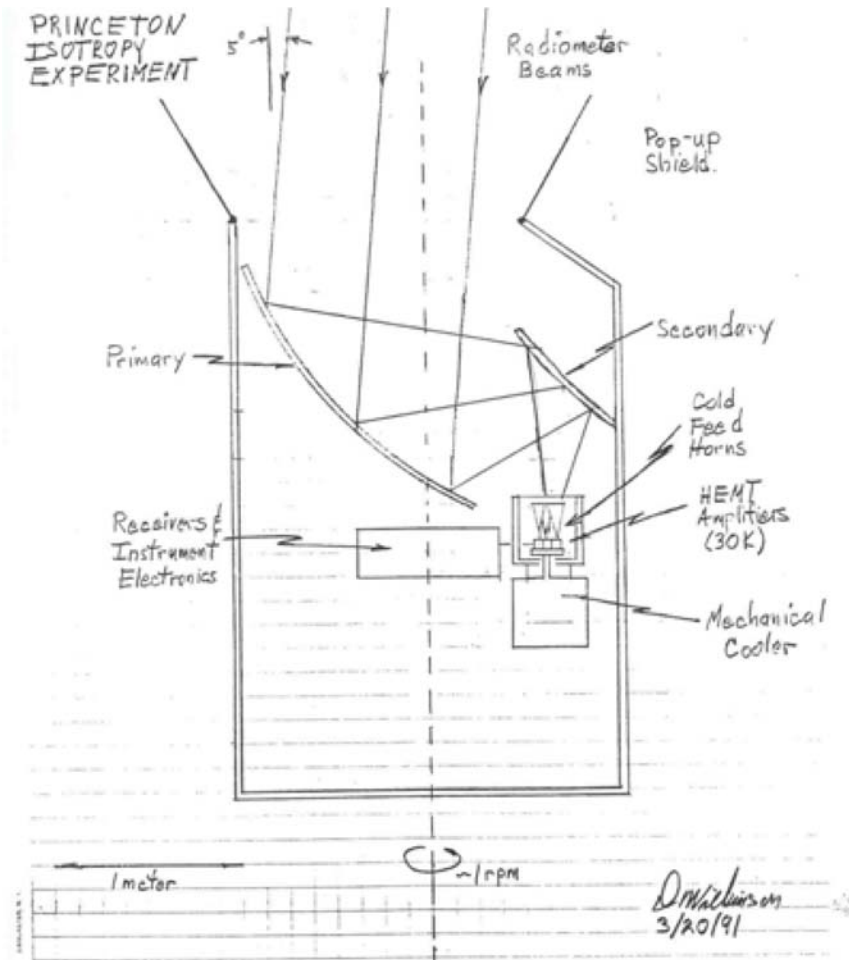 PRINCETON
ISOTROPY
EXPERIMENT
5°
Radiometer
Beams
Pop-up
Shield.
Primary
Secondary
Cold
Feed
Horns
HEMT
Amplifiers
(30K)
Receivers &
Instrument
Electronics
Mechanical
Cooler
1 meter
~1 rpm
DWilkinson
3/20/91